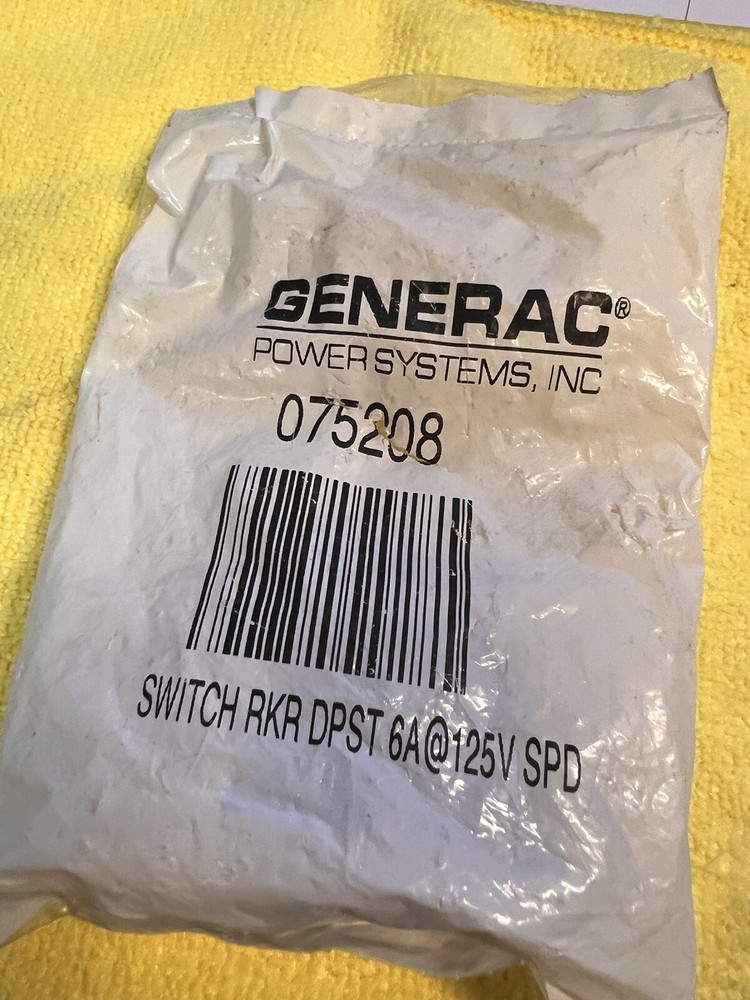 GENERAC®
POWER SYSTEMS, INC
075208
SWITCH RKR DPST 6A@125V SPD